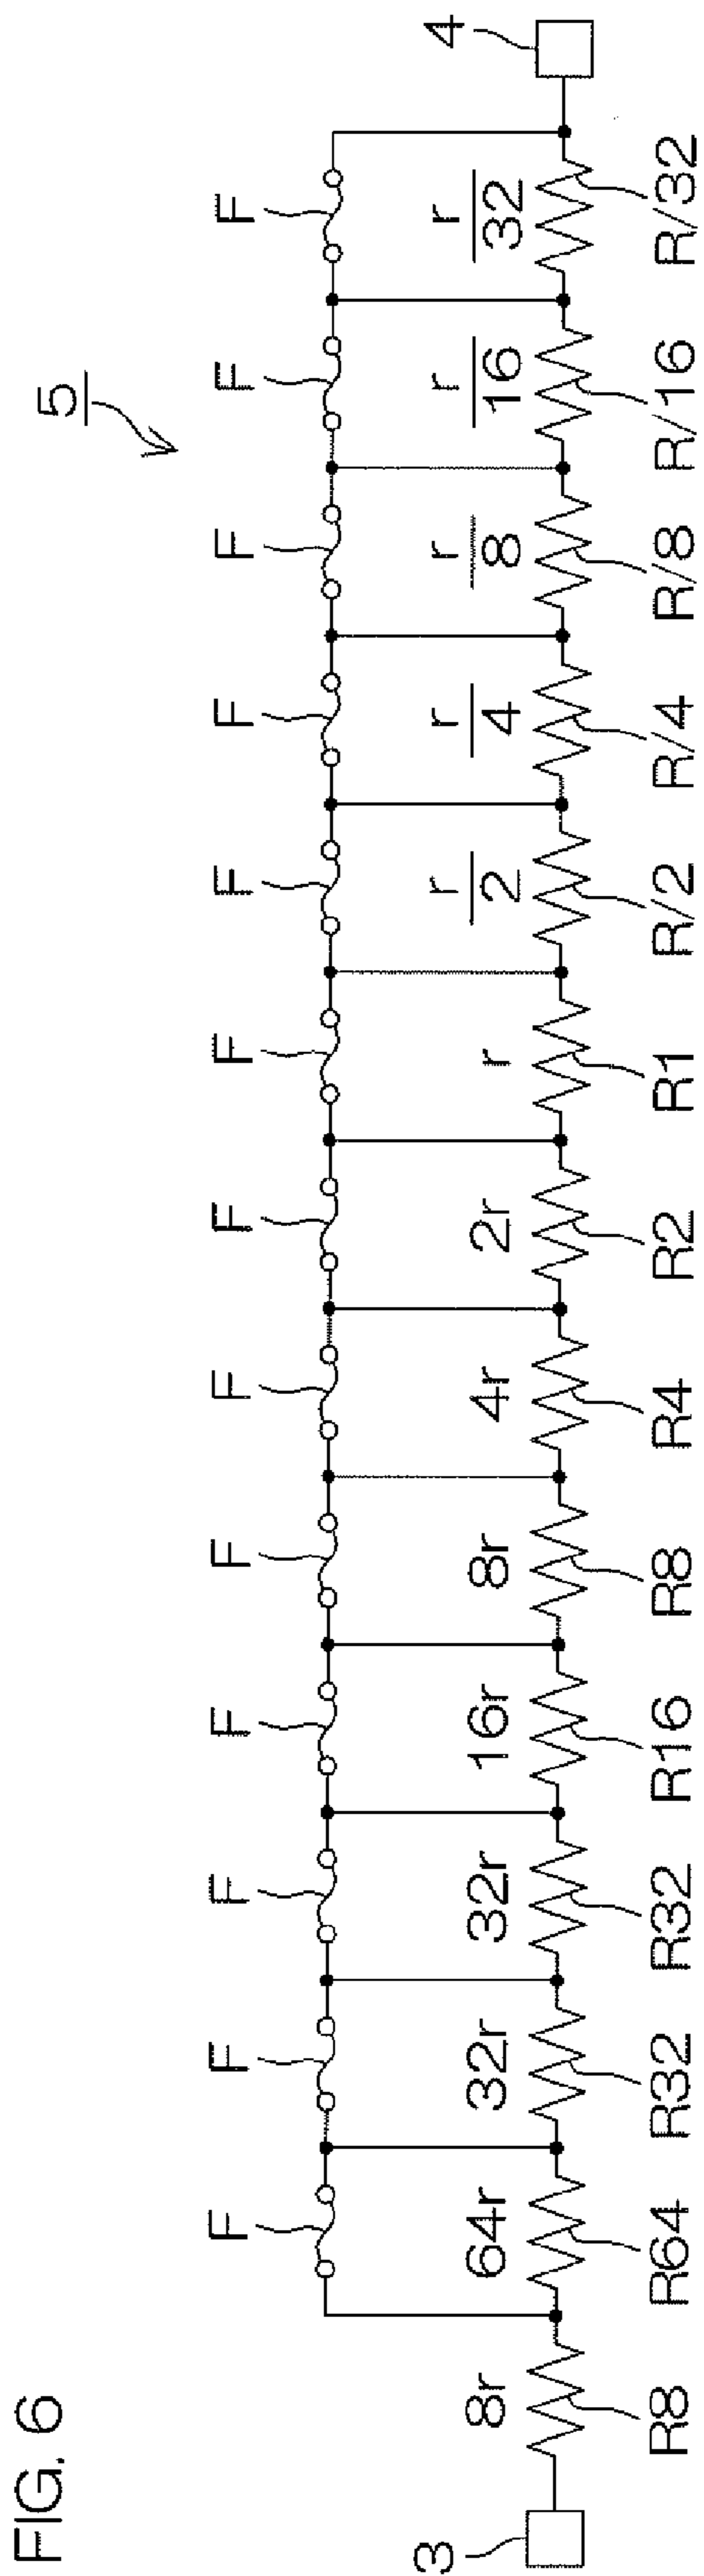 FIG. 6
5
F F F F F F F F F F F F F
8r 64r 32r 32r 16r 8r 4r 2r r r/2 r/4 r/8 r/16 r/32
3 4
R8 R64 R32 R32 R16 R8 R4 R2 R1 R/2 R/4 R/8 R/16 R/32